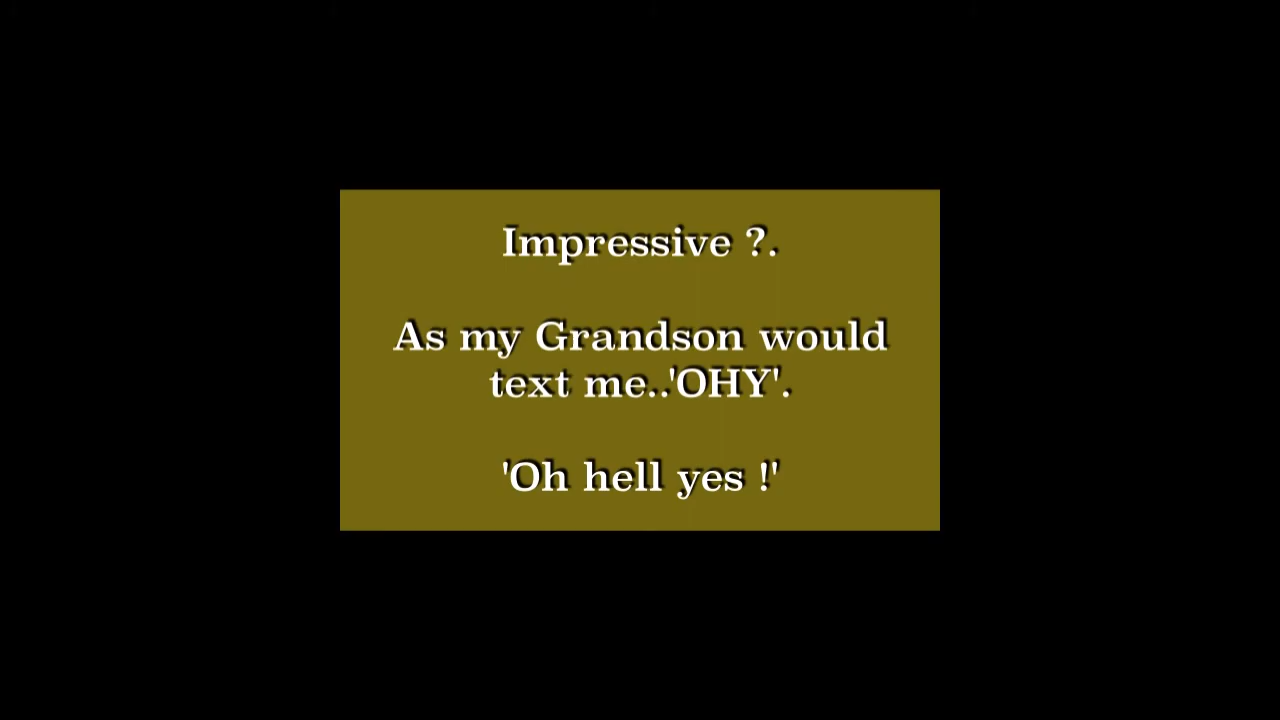 Impressive ?.
As my Grandson would
text me..'OHY'.
'Oh hell yes !'